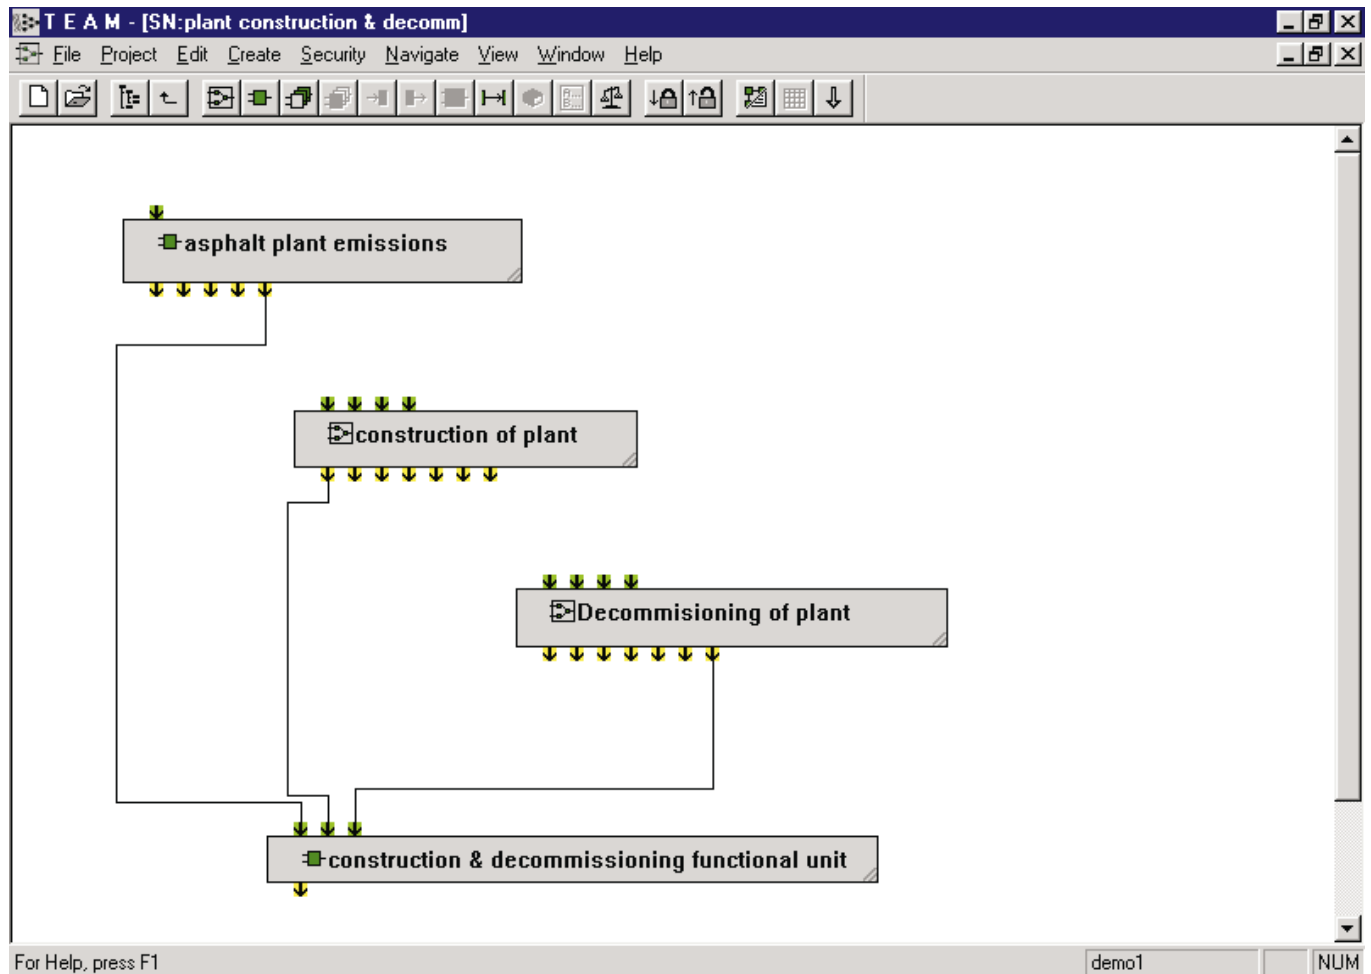 T E A M - [SN:plant construction & decomm]
File Project Edit Create Security Navigate View Window Help
asphalt plant emissions
construction of plant
Decommisioning of plant
construction & decommissioning functional unit
For Help, press F1 demo1 NUM